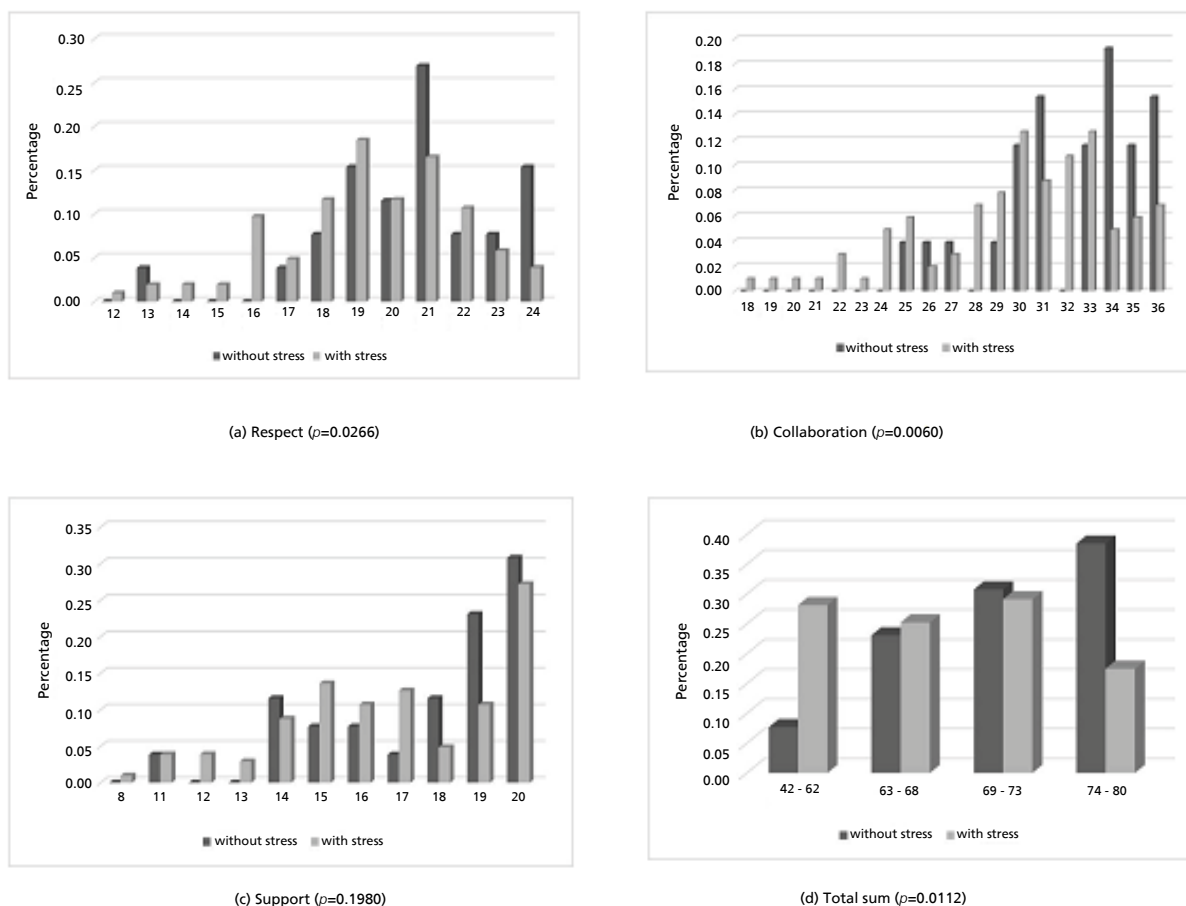 0.30
0.25
0.20
0.15
0.10
0.05
0.00
Percentage
12 13 14 15 16 17 18 19 20 21 22 23 24
without stress with stress
(a) Respect (p=0.0266)
0.20
0.18
0.16
0.14
0.12
0.10
0.08
0.06
0.04
0.02
0.00
Percentage
18 19 20 21 22 23 24 25 26 27 28 29 30 31 32 33 34 35 36
without stress with stress
(b) Collaboration (p=0.0060)
0.35
0.30
0.25
0.20
0.15
0.10
0.05
0.00
Percentage
8 11 12 13 14 15 16 17 18 19 20
without stress with stress
(c) Support (p=0.1980)
0.40
0.35
0.30
0.25
0.20
0.15
0.10
0.05
0.00
Percentage
42 - 62 63 - 68 69 - 73 74 - 80
without stress with stress
(d) Total sum (p=0.0112)